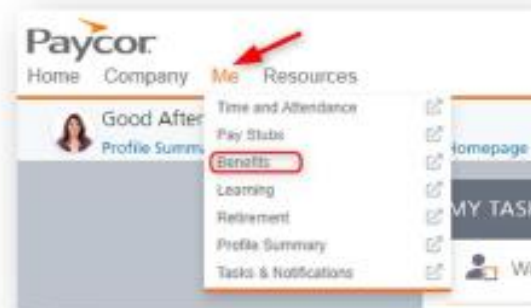 Paycor
Home Company Me Resources
Good After
Profile Summ
Time and Attendance
Pay Stubs
Benefits
Learning
Retirement
Profile Summary
Tasks & Notifications
Homepage
MY TAS
W